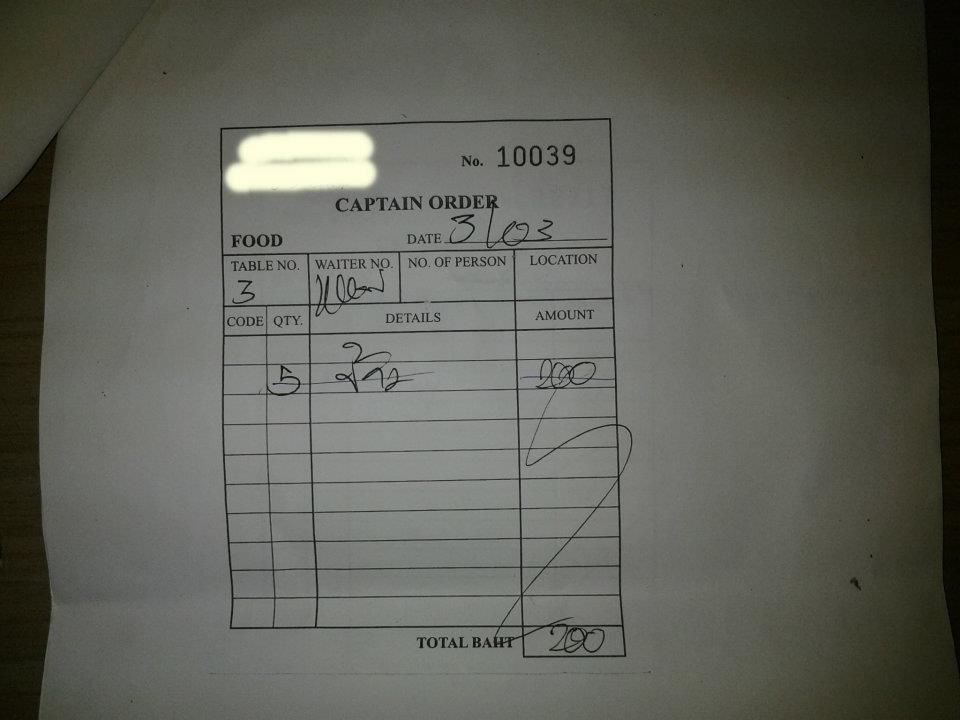 No. 10039
CAPTAIN ORDER
FOOD DATE 3/03
TABLE NO. WAITER NO. NO. OF PERSON LOCATION
3
CODE QTY. DETAILS AMOUNT
5 200
TOTAL BAHT 200